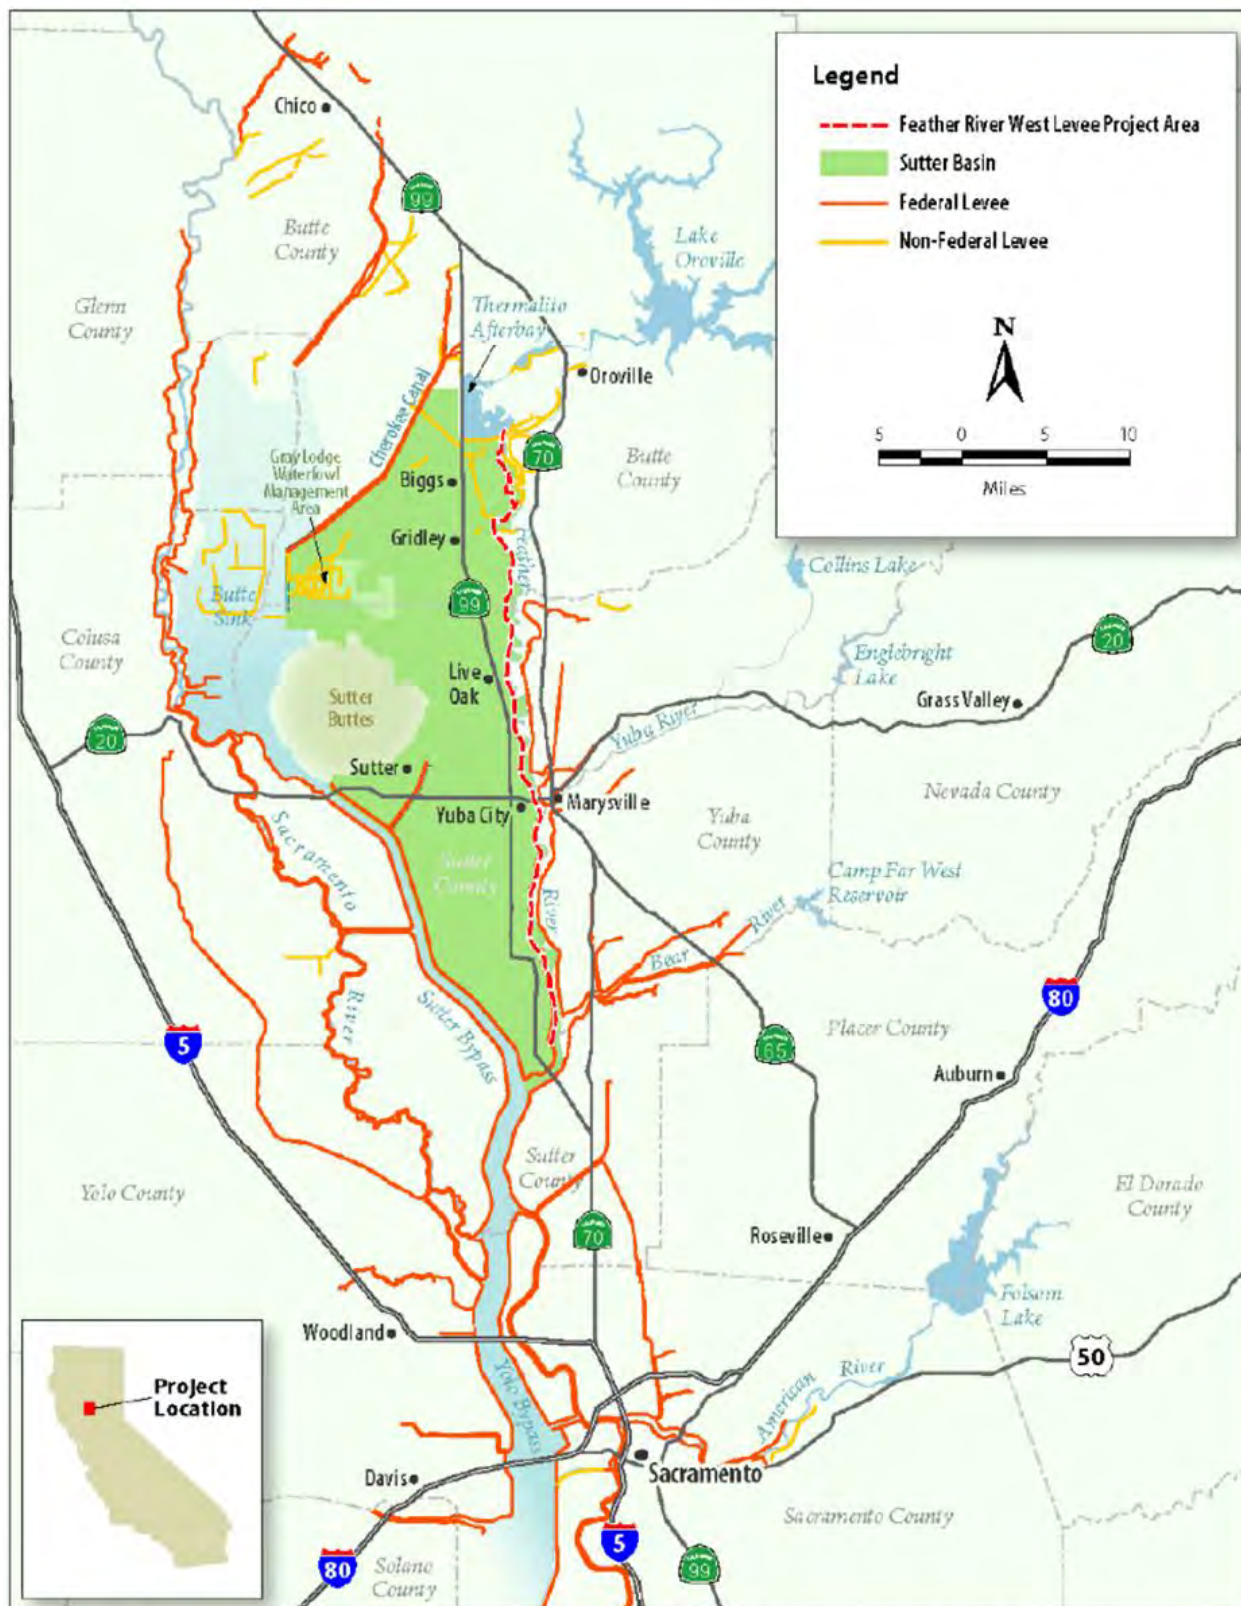 Legend
Feather River West Levee Project Area
Sutter Basin
Federal Levee
Non-Federal Levee
N
5 0 5 10
Miles
Chico
99
Butte
County
Lake
Oroville
Glenn
County
Thermalito
Afterbay
Oroville
Cherokee Canal
70
Gray Lodge
Waterfowl
Management
Area
Biggs
Butte
County
Gridley
Feather
Collins Lake
Butte
Sink
99
20
Colusa
County
Englebright
Lake
Live
Oak
Grass Valley
Sutter
Buttes
20
Yuba River
Sutter
Nevada County
Marysville
Yuba City
Yuba
County
Sacramento
Sutter
County
Camp Far West
Reservoir
River
River
Bear
River
Sutter Bypass
80
5
Placer County
65
Auburn
Sutter
County
Yolo County
El Dorado
County
70
Roseville
Folsom
Lake
Woodland
50
Yolo Bypass
American
River
Project
Location
Davis
Sacramento
Sacramento County
5
80
Solano
County
99